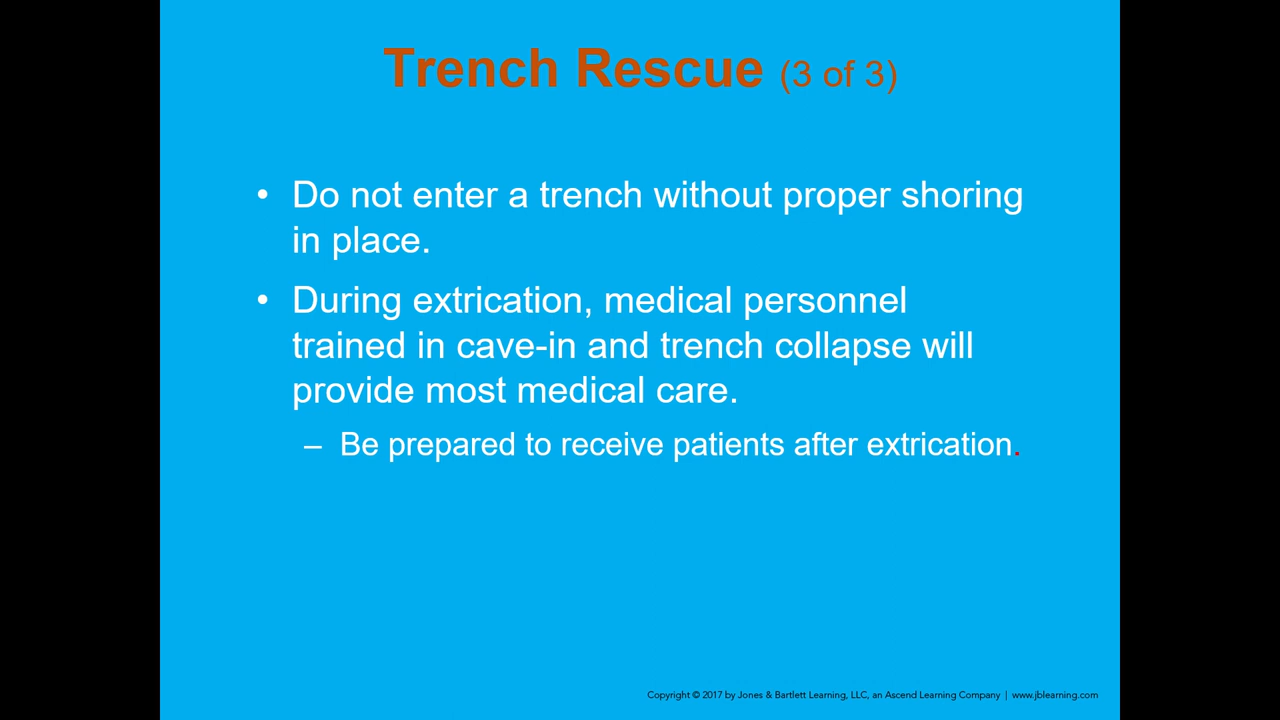 Trench Rescue (3 of 3)
• Do not enter a trench without proper shoring
in place.
• During extrication, medical personnel
trained in cave-in and trench collapse will
provide most medical care.
– Be prepared to receive patients after extrication.
Copyright © 2017 by Jones & Bartlett Learning, LLC, an Ascend Learning Company | www.jblearning.com